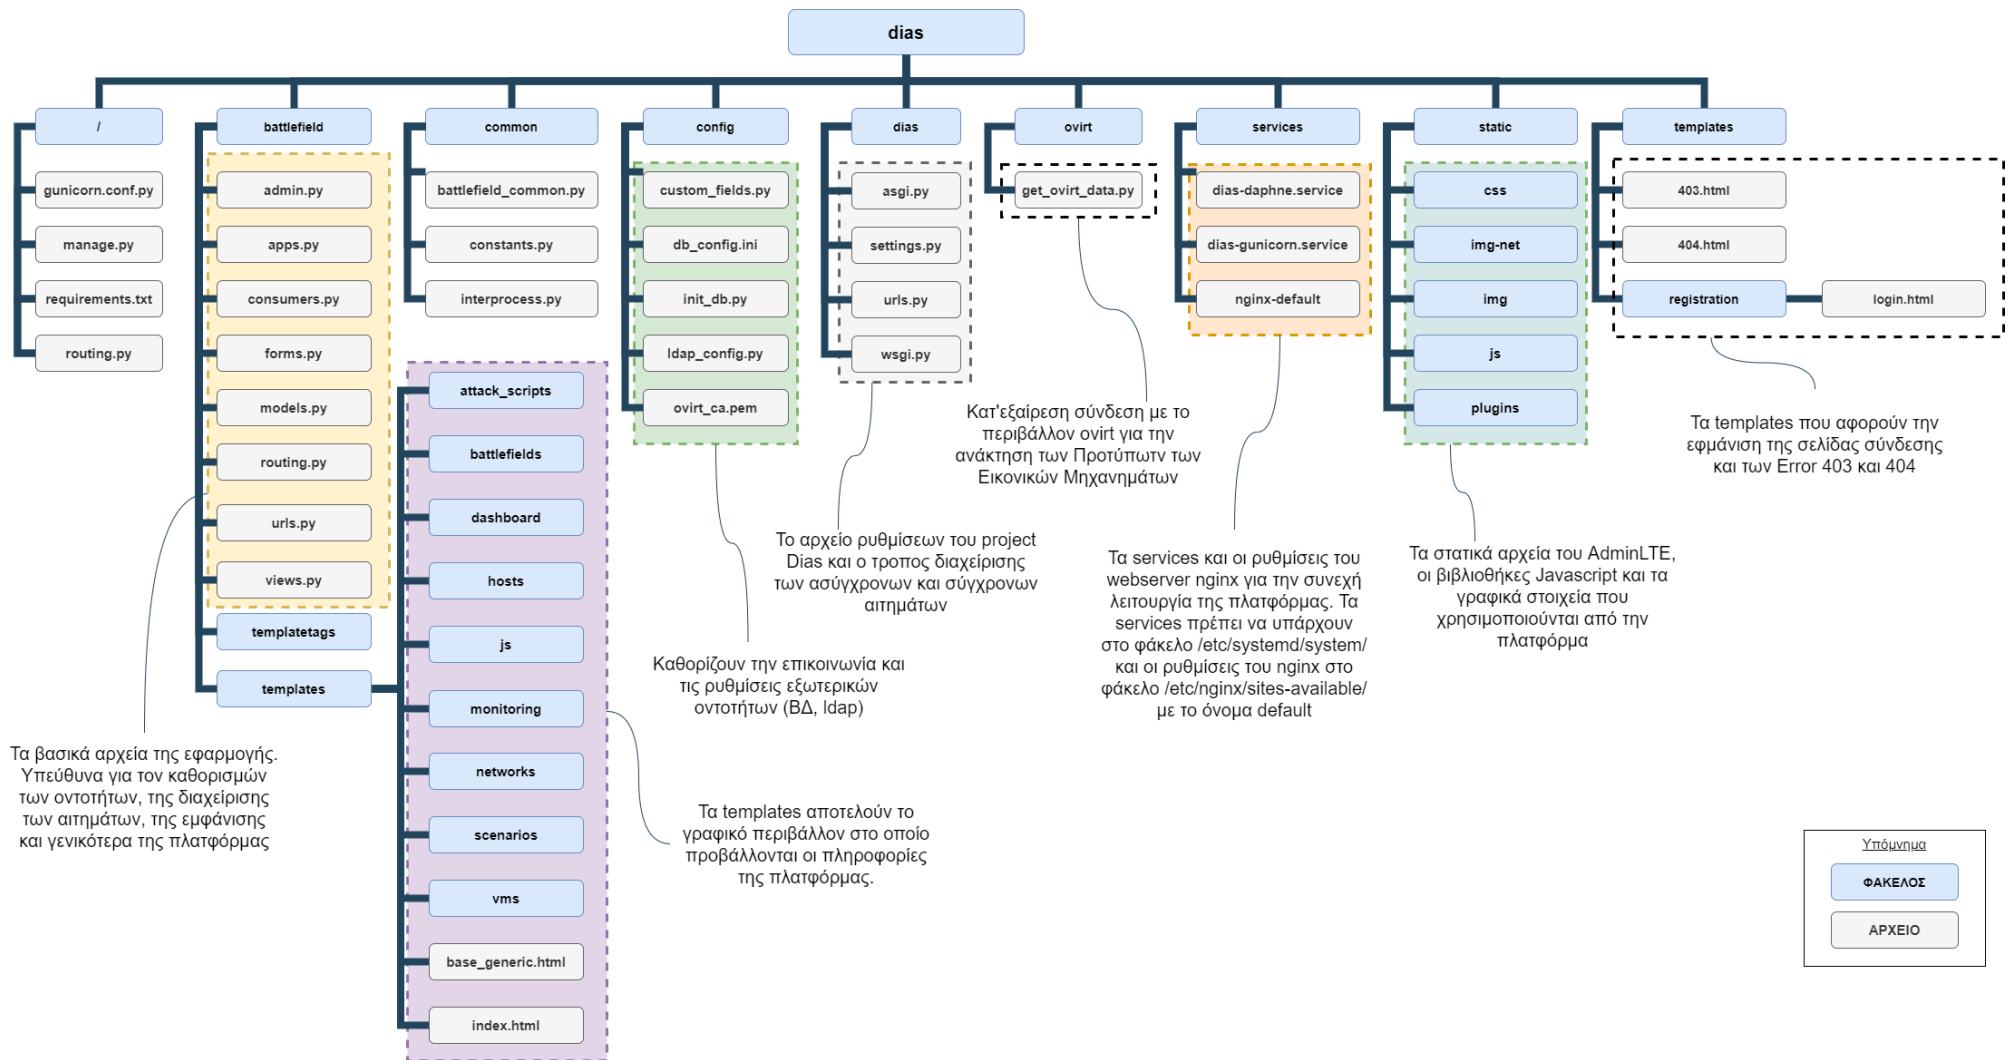 dias
/
battlefield
common
config
dias
ovirt
services
static
templates
gunicorn.conf.py
manage.py
requirements.txt
routing.py
admin.py
apps.py
consumers.py
forms.py
models.py
routing.py
urls.py
views.py
templatetags
templates
battlefield_common.py
constants.py
interprocess.py
attack_scripts
battlefields
dashboard
hosts
js
monitoring
networks
scenarios
vms
base_generic.html
index.html
custom_fields.py
db_config.ini
init_db.py
ldap_config.py
ovirt_ca.pem
asgi.py
settings.py
urls.py
wsgi.py
get_ovirt_data.py
dias-daphne.service
dias-gunicorn.service
nginx-default
css
img-net
img
js
plugins
403.html
404.html
registration
login.html
Τα βασικά αρχεία της εφαρμογής.
Υπεύθυνα για τον καθορισμών
των οντοτήτων, της διαχείρισης
των αιτημάτων, της εμφάνισης
και γενικότερα της πλατφόρμας
Τα templates αποτελούν το
γραφικό περιβάλλον στο οποίο
προβάλλονται οι πληροφορίες
της πλατφόρμας.
Καθορίζουν την επικοινωνία και
τις ρυθμίσεις εξωτερικών
οντοτήτων (ΒΔ, ldap)
Το αρχείο ρυθμίσεων του project
Dias και ο τροπος διαχείρισης
των ασύγχρονων και σύγχρονων
αιτημάτων
Κατ'εξαίρεση σύνδεση με το
περιβάλλον ovirt για την
ανάκτηση των Προτύπωτν των
Εικονικών Μηχανημάτων
Τα services και οι ρυθμίσεις του
webserver nginx για την συνεχή
λειτουργία της πλατφόρμας. Τα
services πρέπει να υπάρχουν
στο φάκελο /etc/systemd/system/
και οι ρυθμίσεις του nginx στο
φάκελο /etc/nginx/sites-available/
με το όνομα default
Τα στατικά αρχεία του AdminLTE,
οι βιβλιοθήκες Javascript και τα
γραφικά στοιχεία που
χρησιμοποιούνται από την
πλατφόρμα
Τα templates που αφορούν την
εφμάνιση της σελίδας σύνδεσης
και των Error 403 και 404
Υπόμνημα
ΦΑΚΕΛΟΣ
ΑΡΧΕΙΟ